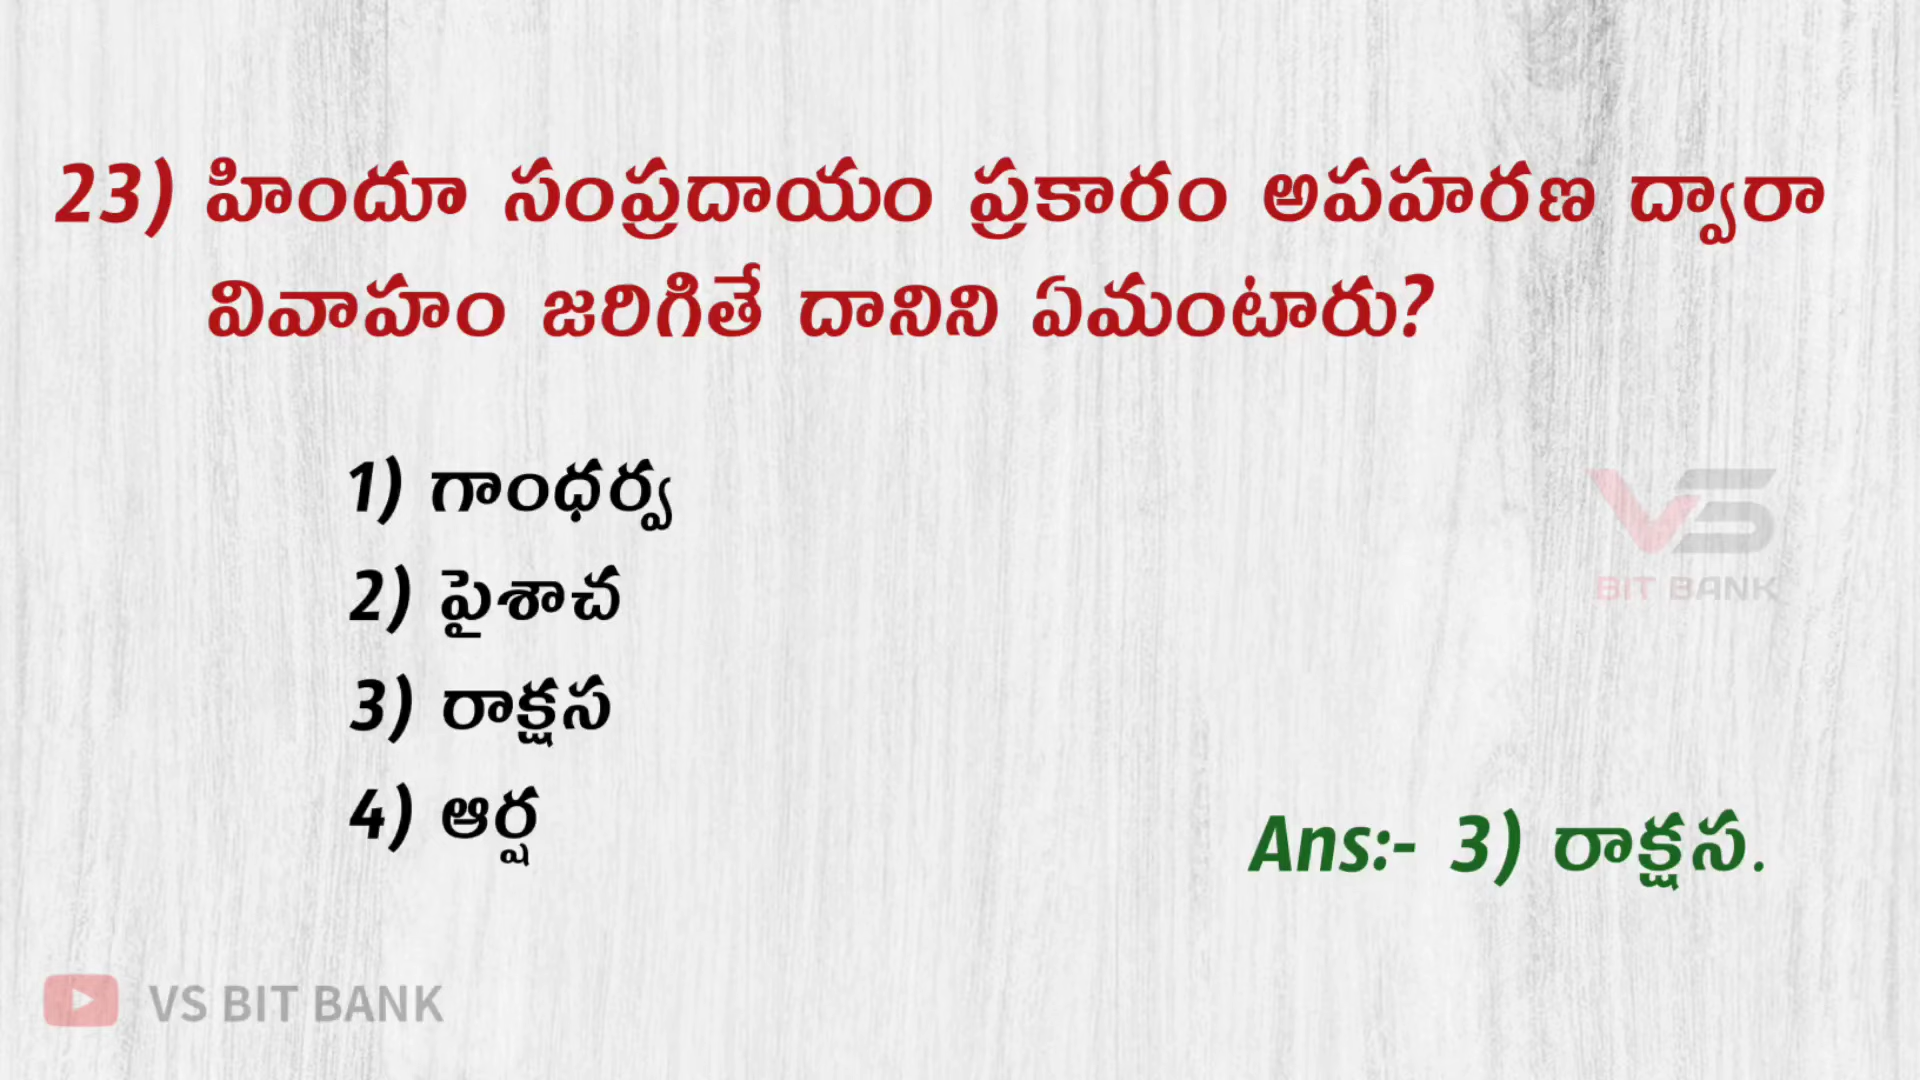 23) హిందూ సంప్రదాయం ప్రకారం అపహరణ ద్వారా
వివాహం జరిగితే దానిని ఏమంటారు?
1) గాంధర్వ
2) పైశాచ
3) రాక్షస
4) ఆర్ష
VS
BIT BANK
Ans:- 3) రాక్షస.
VS BIT BANK